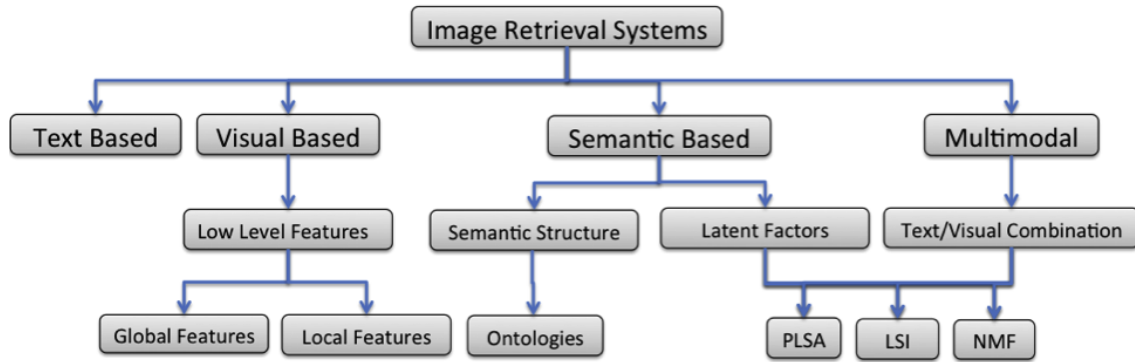 Image Retrieval Systems
Text Based
Visual Based
Semantic Based
Multimodal
Low Level Features
Semantic Structure
Latent Factors
Text/Visual Combination
Global Features
Local Features
Ontologies
PLSA
LSI
NMF